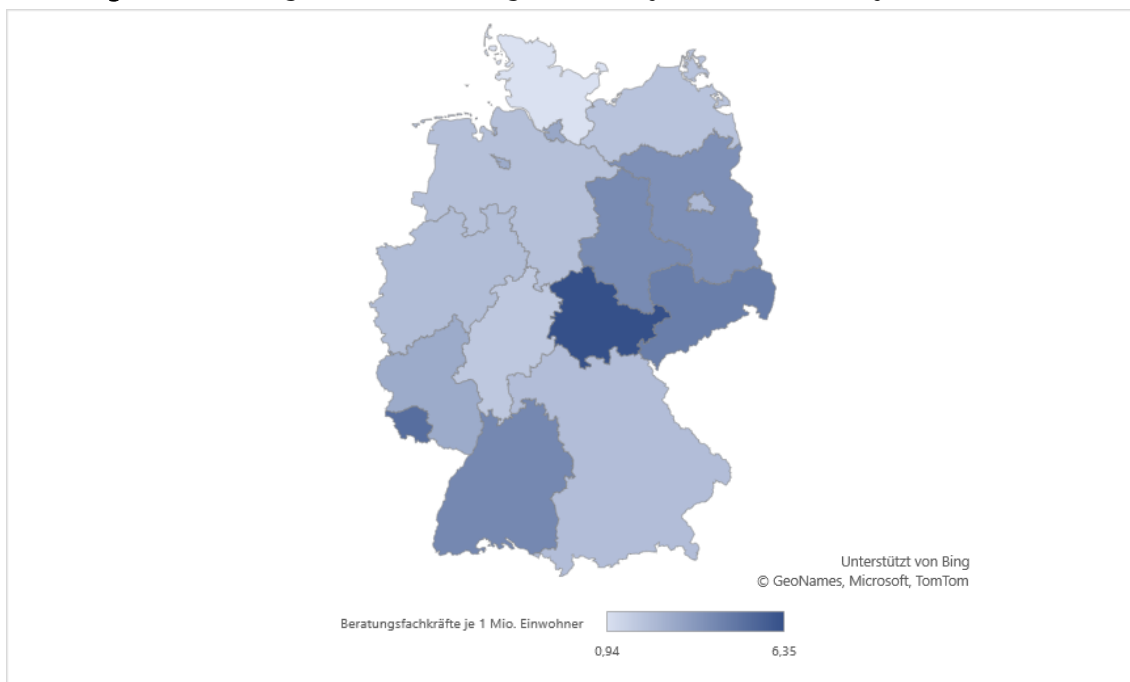 Unterstützt von Bing
© GeoNames, Microsoft, TomTom
Beratungsfachkräfte je 1 Mio. Einwohner
0,94
6,35